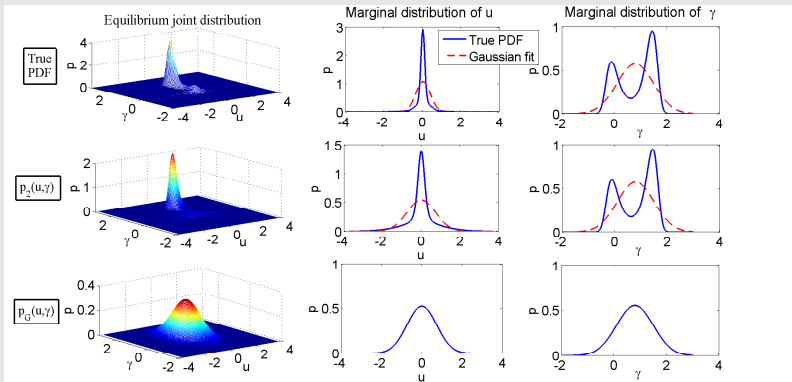 Equilibrium joint distribution
Marginal distribution of u
Marginal distribution of γ
True PDF
p
4
2
0
2
0
-2
γ
-4
-2
0
2
4
u
p
3
2
1
0
-4
-2
0
2
4
u
True PDF
Gaussian fit
p
1
0.5
0
-2
0
2
4
γ
p₂(u,γ)
p
2
1
0
2
0
-2
γ
-4
-2
0
2
4
u
p
1.5
1
0.5
0
-4
-2
0
2
4
u
p
1
0.5
0
-2
0
2
4
γ
p_G(u,γ)
p
0.4
0.2
0
2
0
-2
γ
-4
-2
0
2
4
u
p
1
0.5
0
-4
-2
0
2
4
u
p
1
0.5
0
-2
0
2
4
γ